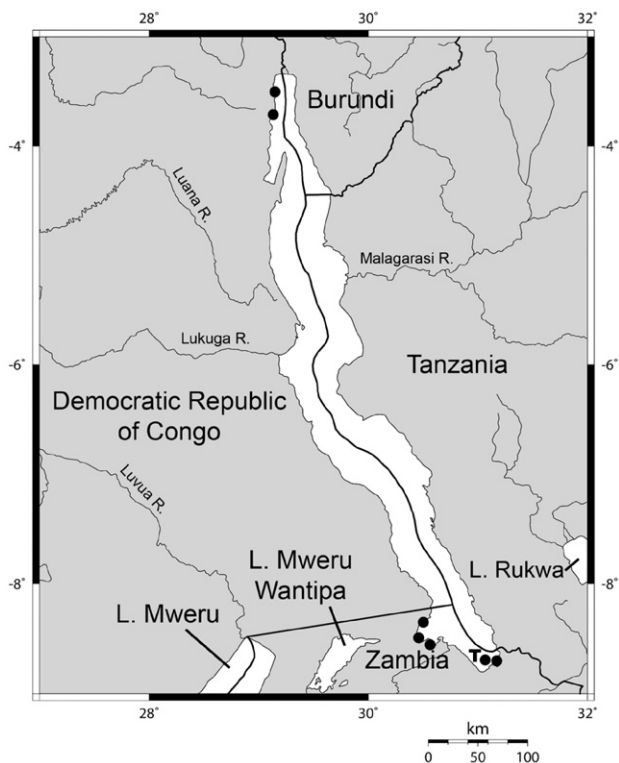 28˚ 30˚ 32˚
Burundi
-4˚ -4˚
Luana R.
Malagarasi R.
Lukuga R.
-6˚ -6˚
Tanzania
Democratic Republic
of Congo
Luvua R.
L. Mweru
Wantipa
L. Rukwa
-8˚ -8˚
L. Mweru
Zambia
T
28˚ 30˚ 32˚
km
0 50 100